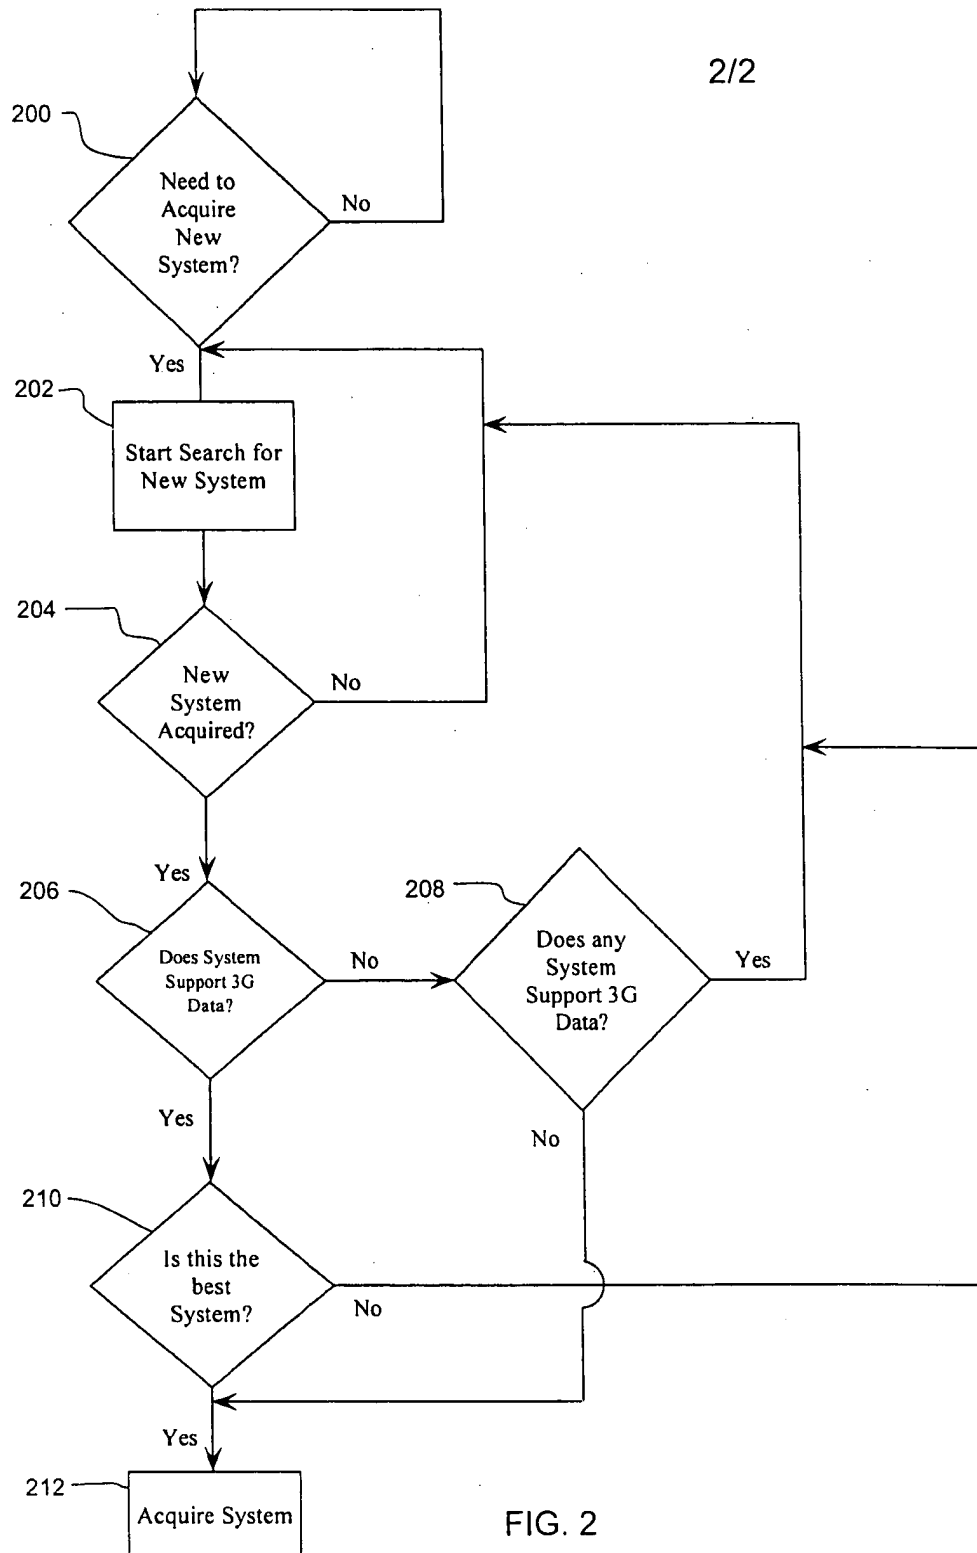 2/2
200
Need to
Acquire
New
System?
No
Yes
202
Start Search for
New System
204
New
System
Acquired?
No
Yes
206
Does System
Support 3G
Data?
No
208
Does any
System
Support 3G
Data?
Yes
Yes
No
210
Is this the
best
System?
No
Yes
212
Acquire System
FIG. 2